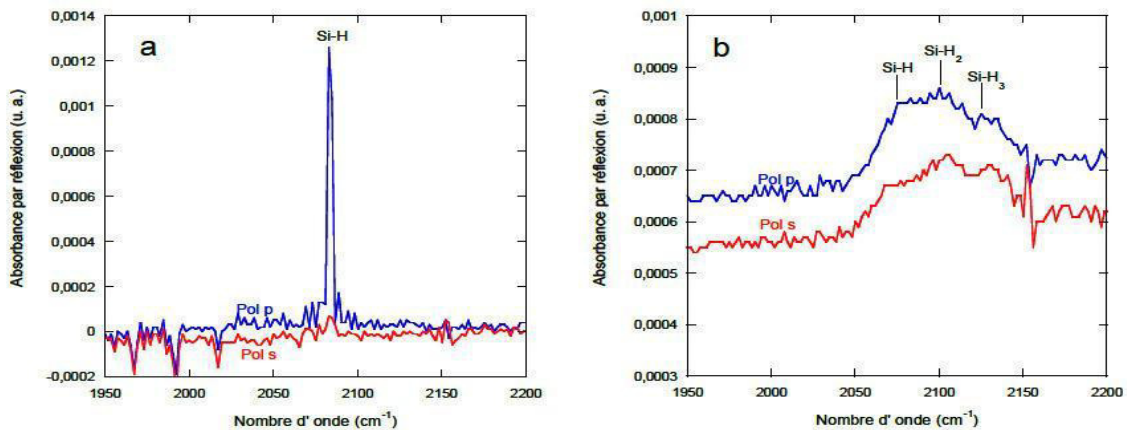 a
Si-H
Absorbance par réflexion (u. a.)
0,0014
0,0012
0,001
0,0008
0,0006
0,0004
0,0002
0
-0,0002
Pol p
Pol s
1950 2000 2050 2100 2150 2200
Nombre d' onde (cm-1)
b
Si-H
Si-H2
Si-H3
Absorbance par réflexion (u. a.)
0,001
0,0009
0,0008
0,0007
0,0006
0,0005
0,0004
0,0003
Pol p
Pol s
1950 2000 2050 2100 2150 2200
Nombre d' onde (cm-1)